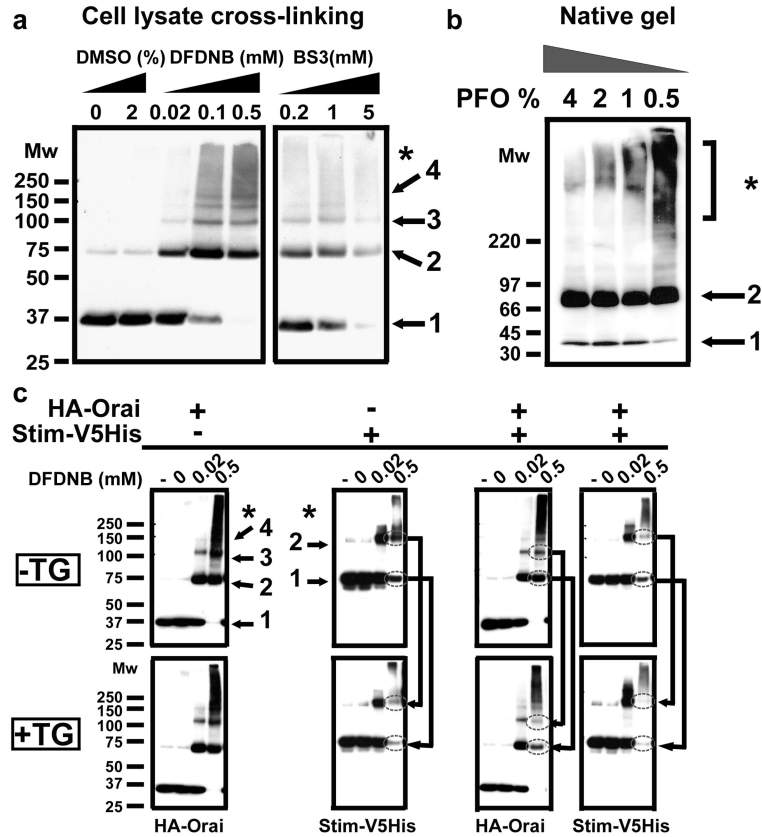 a Cell lysate cross-linking
DMSO (%) DFDNB (mM) BS3(mM)
0 2 0.02 0.1 0.5 0.2 1 5
Mw
250
150
100
75
50
37
25
*
4
3
2
1
b Native gel
PFO % 4 2 1 0.5
Mw
220
97
66
45
30
*
2
1
c
HA-Orai + - + +
Stim-V5His - + + +
DFDNB (mM) - 0 0.02 0.5 - 0 0.02 0.5 - 0 0.02 0.5 - 0 0.02 0.5
-TG
250
150
100
75
50
37
25
*
4
3
2
1
*
2
1
+TG
Mw
250
150
100
75
50
37
25
HA-Orai Stim-V5His HA-Orai Stim-V5His